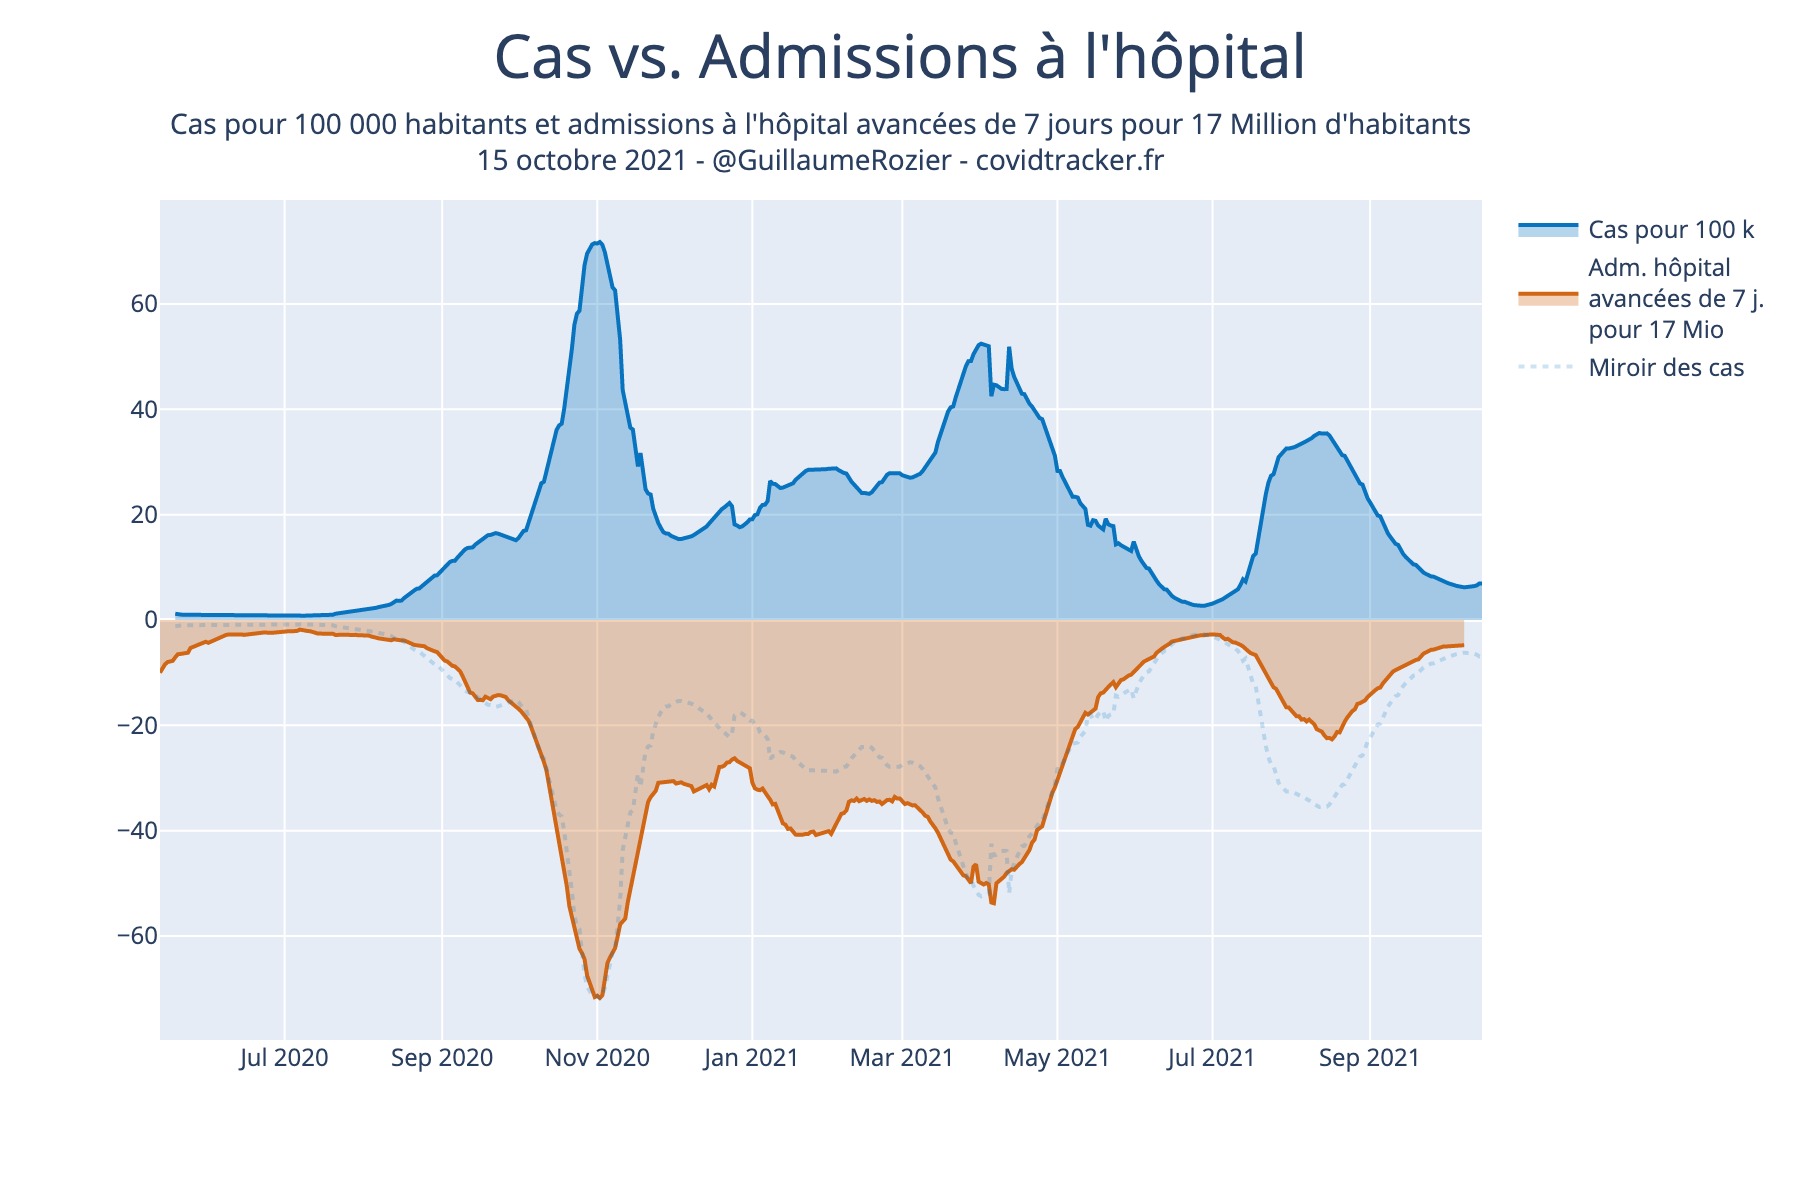 Cas vs. Admissions à l'hôpital
Cas pour 100 000 habitants et admissions à l'hôpital avancées de 7 jours pour 17 Million d'habitants
15 octobre 2021 - @GuillaumeRozier - covidtracker.fr
Cas pour 100 k
Adm. hôpital
avancées de 7 j.
pour 17 Mio
Miroir des cas
60
40
20
0
−20
−40
−60
Jul 2020 Sep 2020 Nov 2020 Jan 2021 Mar 2021 May 2021 Jul 2021 Sep 2021